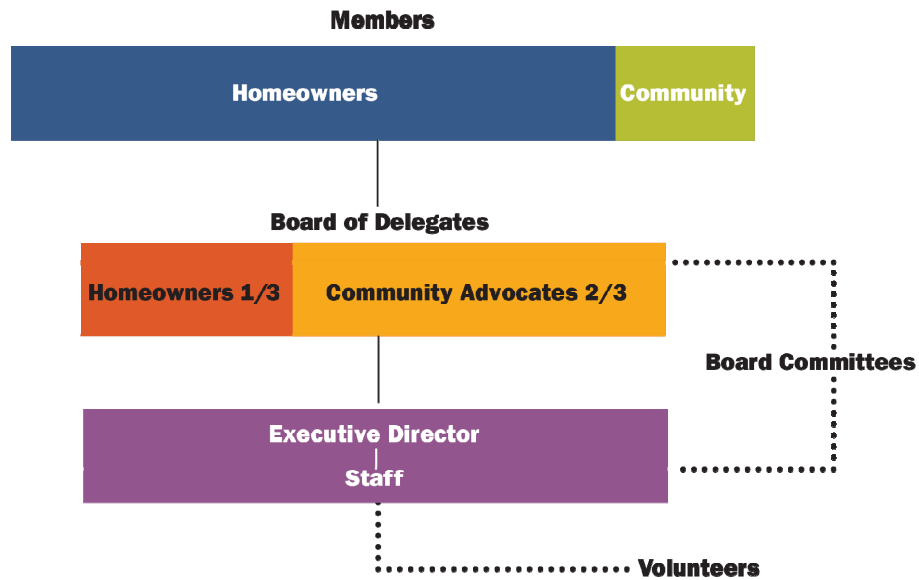 Members
Homeowners
Community
Board of Delegates
Homeowners 1/3
Community Advocates 2/3
Board Committees
Executive Director
Staff
Volunteers